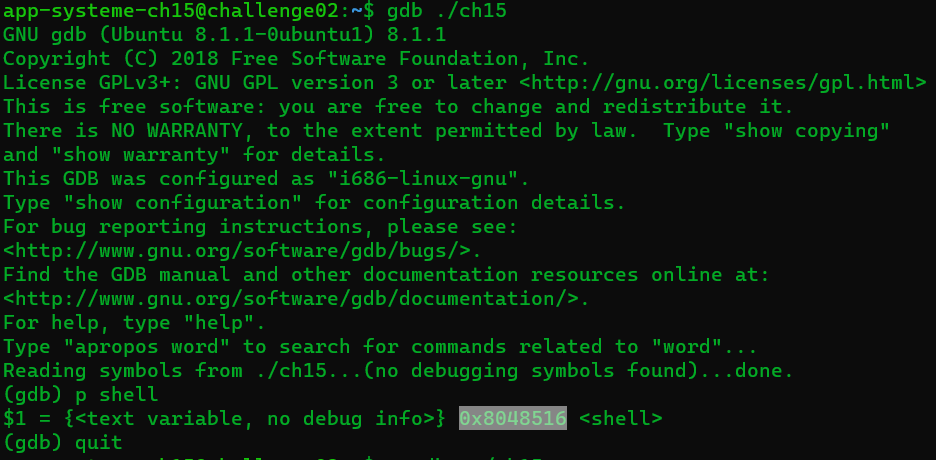 app-systeme-ch15@challenge02:~$ gdb ./ch15
GNU gdb (Ubuntu 8.1.1-0ubuntu1) 8.1.1
Copyright (C) 2018 Free Software Foundation, Inc.
License GPLv3+: GNU GPL version 3 or later <http://gnu.org/licenses/gpl.html>
This is free software: you are free to change and redistribute it.
There is NO WARRANTY, to the extent permitted by law.  Type "show copying"
and "show warranty" for details.
This GDB was configured as "i686-linux-gnu".
Type "show configuration" for configuration details.
For bug reporting instructions, please see:
<http://www.gnu.org/software/gdb/bugs/>.
Find the GDB manual and other documentation resources online at:
<http://www.gnu.org/software/gdb/documentation/>.
For help, type "help".
Type "apropos word" to search for commands related to "word"...
Reading symbols from ./ch15...(no debugging symbols found)...done.
(gdb) p shell
$1 = {<text variable, no debug info>} 0x8048516 <shell>
(gdb) quit